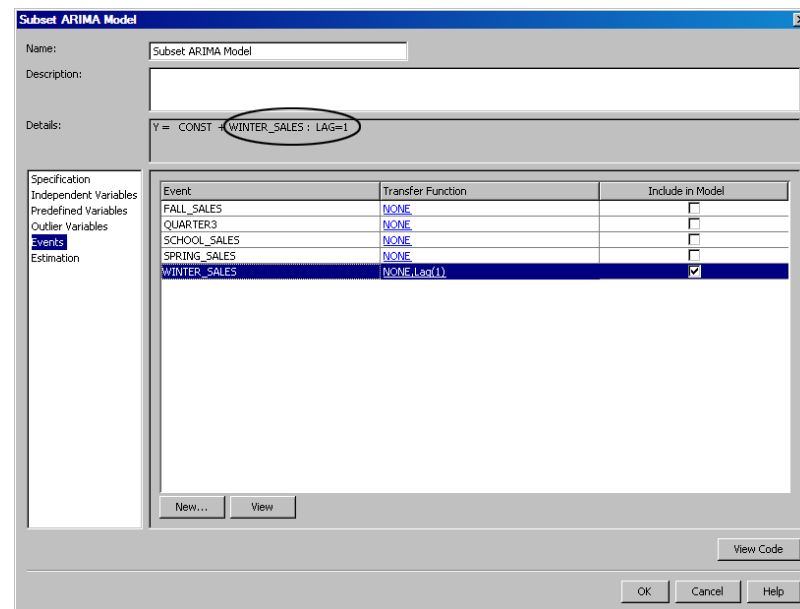 Subset ARIMA Model
Name: Subset ARIMA Model
Description:
Details: Y = CONST + WINTER_SALES : LAG=1
Specification
Independent Variables
Predefined Variables
Outlier Variables
Events
Estimation
Event Transfer Function Include in Model
FALL_SALES NONE
QUARTER3 NONE
SCHOOL_SALES NONE
SPRING_SALES NONE
WINTER_SALES NONE,Lag(1)
New... View
View Code
OK Cancel Help